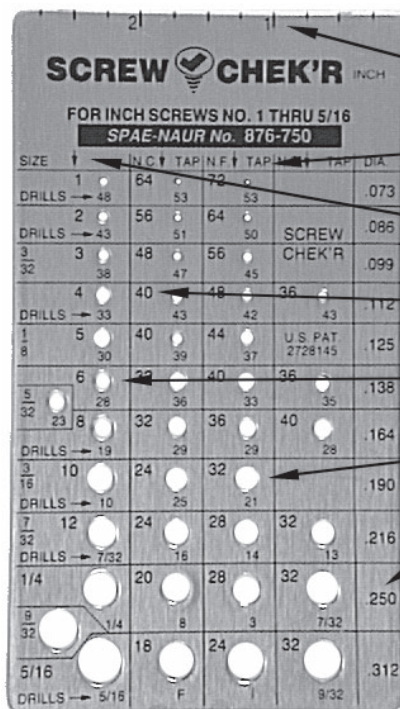 2 1
SCREW CHEK'R INCH
FOR INCH SCREWS NO. 1 THRU 5/16
SPAE-NAUR No. 876-750
SIZE N.C. TAP N.F. TAP TAP DIA.
1 64 72 .073
DRILLS 48 53 53
2 56 64 .086
DRILLS 43 51 50 SCREW
3/32 3 48 56 CHEK'R .099
38 47 45
4 40 48 36 .112
DRILLS 33 43 42 43
1/8 5 40 44 U.S. PAT. .125
30 39 37 2728145
6 32 40 36 .138
5/32 28 36 33 35
23 8 32 36 40 .164
DRILLS 19 29 29 28
3/16 10 24 32 .190
DRILLS 10 25 21
7/32 12 24 28 32 .216
DRILLS 7/32 16 14 13
1/4 20 28 32 .250
9/32 1/4 8 3 7/32
5/16 18 24 32 .312
DRILLS 5/16 F I 9/32